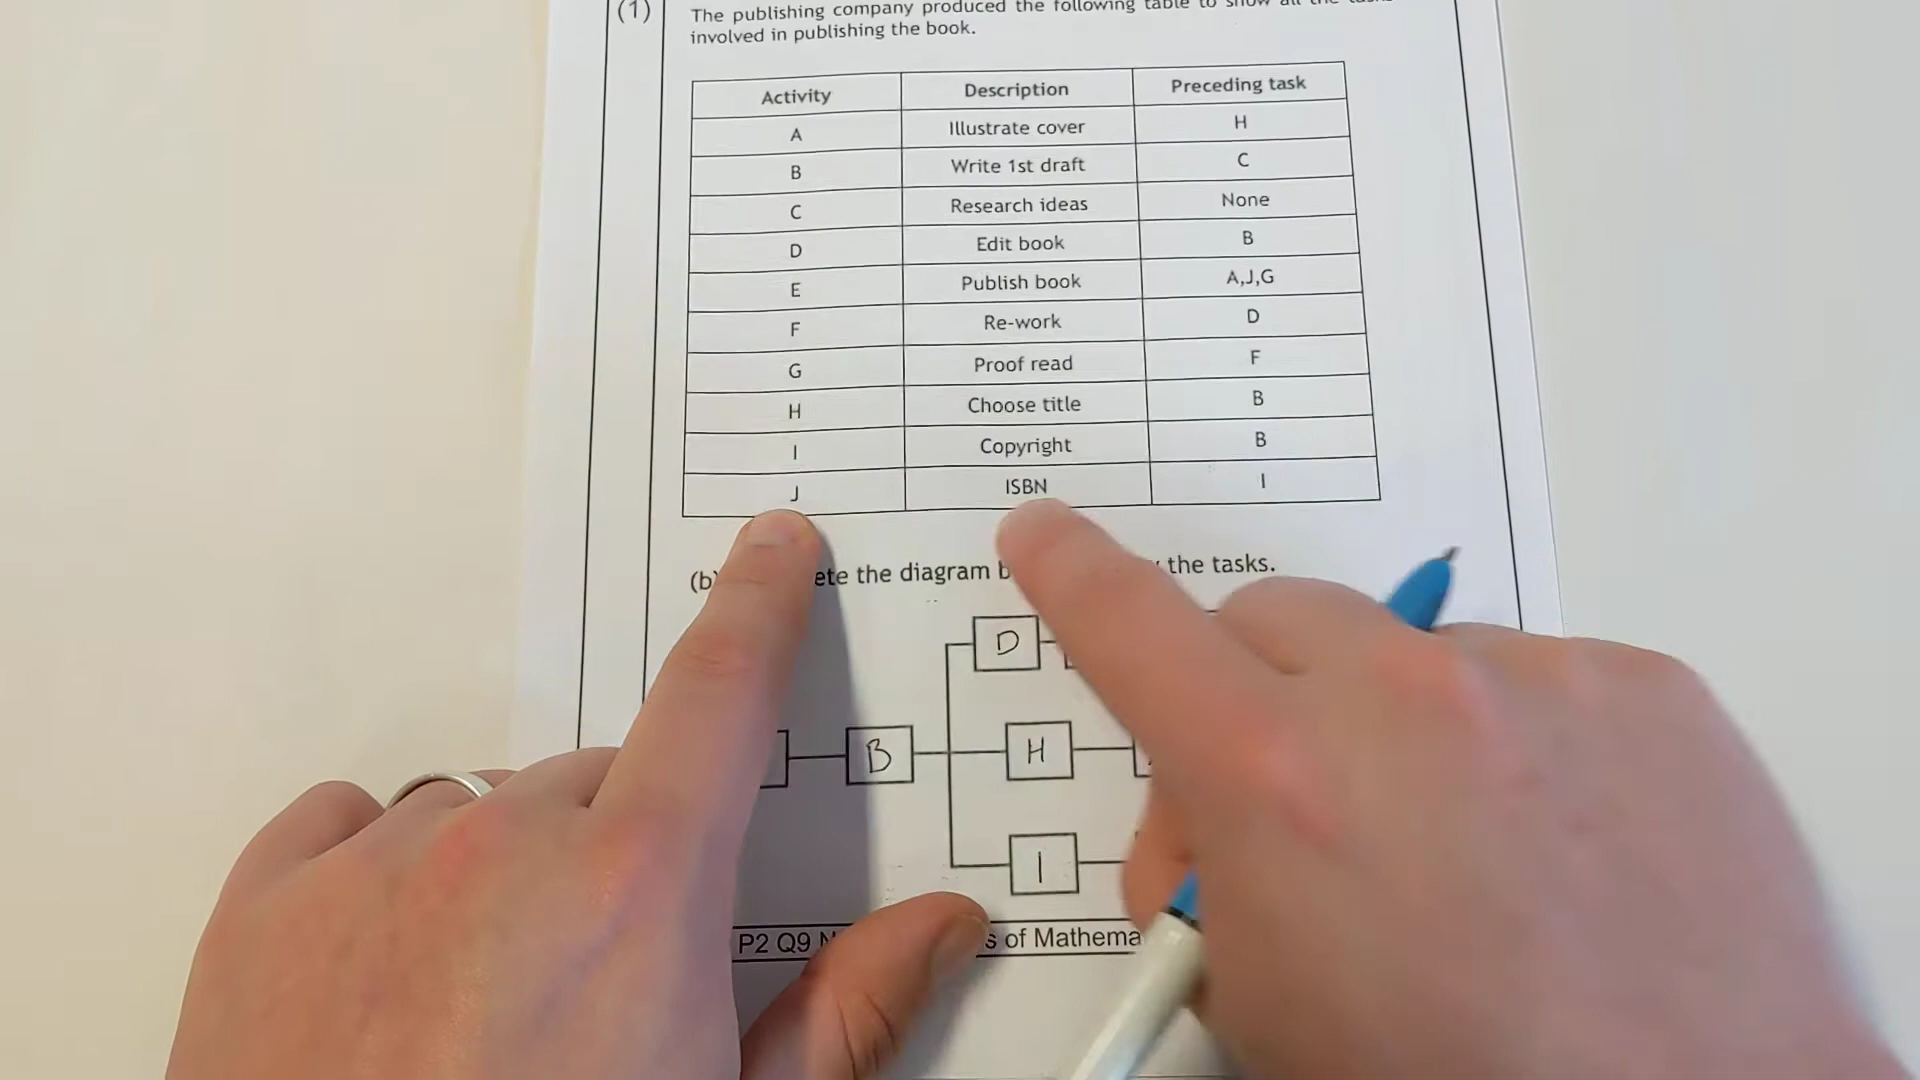 (1)
The publishing company produced the following table to show all the tasks
involved in publishing the book.
Activity Description Preceding task
A Illustrate cover H
B Write 1st draft C
C Research ideas None
D Edit book B
E Publish book A,J,G
F Re-work D
G Proof read F
H Choose title B
I Copyright B
J ISBN I
(b) ete the diagram b the tasks.
D
B H
I
P2 Q9 N s of Mathema